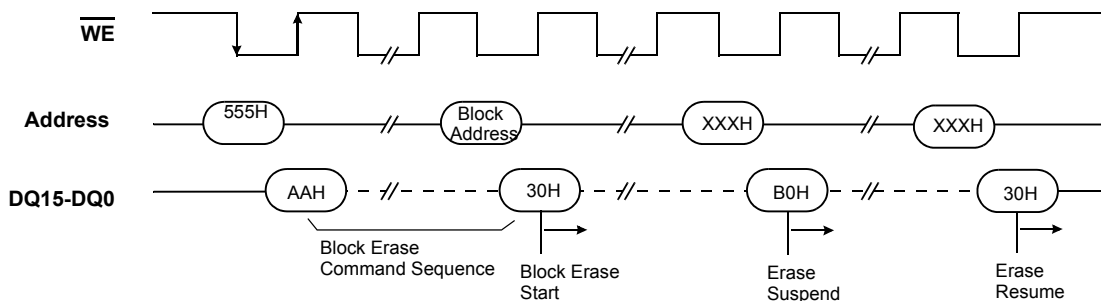 WE
Address
555H
Block
Address
XXXH
XXXH
DQ15-DQ0
AAH
30H
B0H
30H
Block Erase
Command Sequence
Block Erase
Start
Erase
Suspend
Erase
Resume